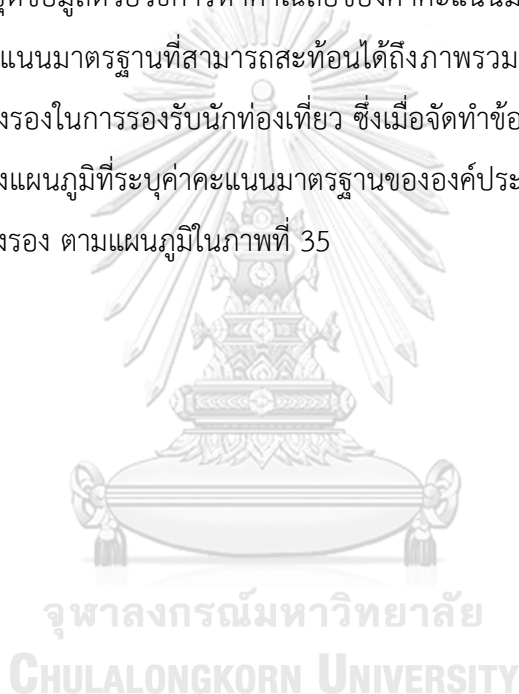 แนนมาตรฐานที่สามารถสะท้อนได้ถึงภาพรวม
งรองในการรองรับนักท่องเที่ยว ซึ่งเมื่อจัดทำข้อ
งแผนภูมิที่ระบุค่าคะแนนมาตรฐานขององค์ประ
งรอง ตามแผนภูมิในภาพที่ 35
จุฬาลงกรณ์มหาวิทยาลัย
CHULALONGKORN UNIVERSITY